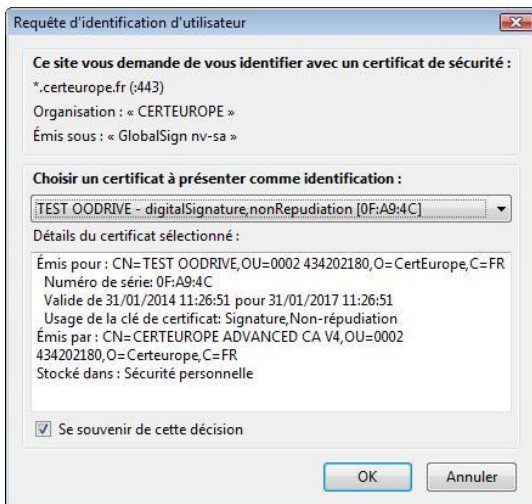 Requête d'identification d'utilisateur
Ce site vous demande de vous identifier avec un certificat de sécurité :
*.certeurope.fr (:443)
Organisation : « CERTEUROPE »
Émis sous : « GlobalSign nv-sa »
Choisir un certificat à présenter comme identification :
TEST OODRIVE - digitalSignature,nonRepudiation [0F:A9:4C]
Détails du certificat sélectionné :
Émis pour : CN=TEST OODRIVE,OU=0002 434202180,O=CertEurope,C=FR
Numéro de série: 0F:A9:4C
Valide de 31/01/2014 11:26:51 pour 31/01/2017 11:26:51
Usage de la clé de certificat: Signature,Non-répudiation
Émis par : CN=CERTEUROPE ADVANCED CA V4,OU=0002
434202180,O=Certeurope,C=FR
Stocké dans : Sécurité personnelle
Se souvenir de cette décision
OK
Annuler